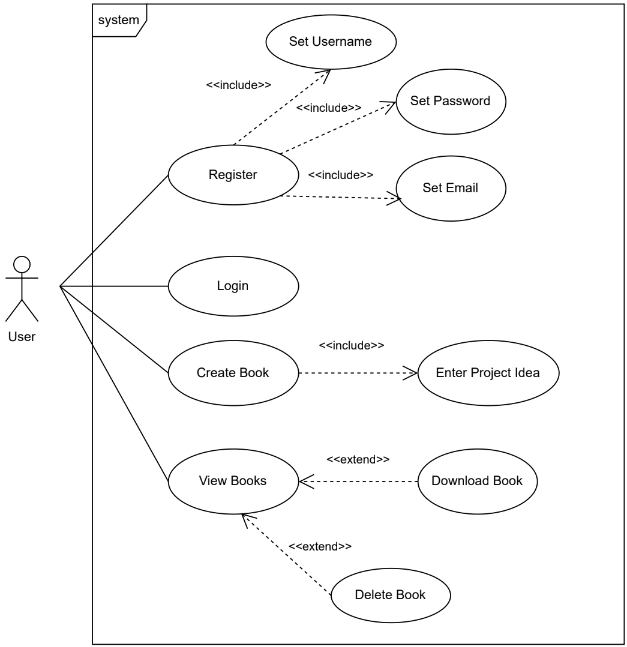 system
Set Username
<<include>>
Set Password
<<include>>
Register
<<include>>
Set Email
Login
User
<<include>>
Create Book
Enter Project Idea
<<extend>>
View Books
Download Book
<<extend>>
Delete Book